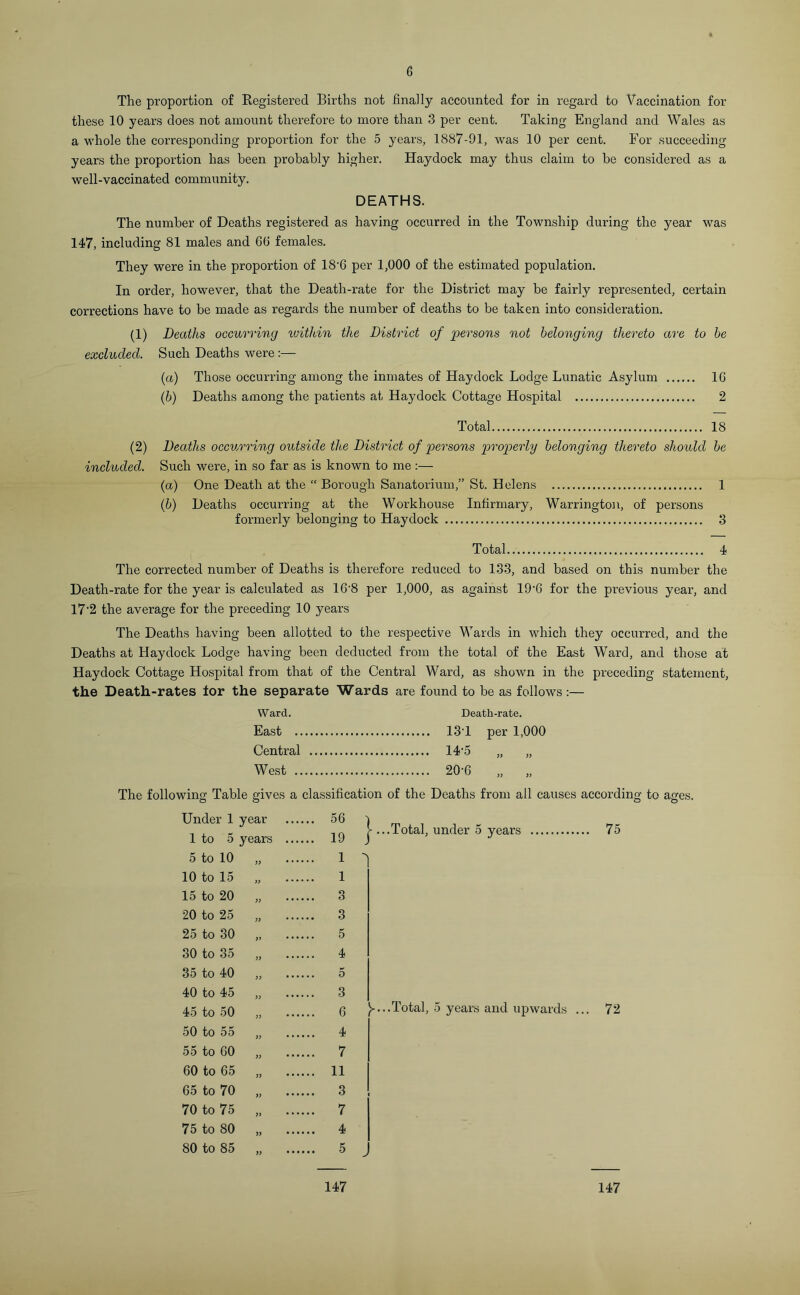 6
The proportion of Registered Births not finally accounted for in regard to Vaccination for
these 10 years does not amount therefore to more than 3 per cent. Taking England and Wales as
a whole the corresponding proportion for the 5 years, 1887-91, was 10 per cent. For succeeding
years the proportion has been probably higher. Haydock may thus claim to be considered as a
well-vaccinated community.
DEATHS.
The number of Deaths registered as having occurred in the Township during the year was
147, including 81 males and 66 females.
They were in the proportion of 18·6 per 1,000 of the estimated population.
In order, however, that the Death-rate for the District may be fairly represented, certain
corrections have to be made as regards the number of deaths to be taken into consideration.
(1) Deaths occurring within the District of persons not belonging thereto are to be
excluded. Such Deaths were :—
(a) Those occurring among the inmates of Haydock Lodge Lunatic Asylum ...... 16
(b) Deaths among the patients at Haydock Cottage Hospital ........................... 2
Total................................................ 18
(2) Deaths occurring outside the District of persons properly belonging thereto should be
included. Such were, in so far as is known to me :—
(a) One Death at the “ Borough Sanatorium,” St. Helens .................................. 1
(b) Deaths occurring at the Workhouse Infirmary, Warrington, of persons
formerly belonging to Haydock .......................................................... 3
Total............................................. 4
The corrected number of Deaths is therefore reduced to 133, and based on this number the
Death-rate for the year is calculated as 16·8 per 1,000, as against 19·6 for the previous year, and
17·2 the average for the preceding 10 years
The Deaths having been allotted to the respective Wards in which they occurred, and the
Deaths at Haydock Lodge having been deducted from the total of the East Ward, and those at
Haydock Cottage Hospital from that of the Central Ward, as shown in the preceding statement,
the Death-rates for the separate Wards are found to be as follows :—
Ward. Death-rate.
East ............................... 13·1 per 1,000
Central ........................... 14·5 „ „
West ............................... 20·6 „ „
The following Table gives a classification of the Deaths from all causes according to ages.
Under 1 year ...... 56
1 to 5 years ...... 19 } ...Total, under 5 years ............. 75
5 to 10 „ ...... 1
10 to 15 „ ...... 1
15 to 20 „ ...... 3
20 to 25 „ ...... 3
25 to 30 „ ...... 5
30 to 35 „ ...... 4
35 to 40 „ ...... 5
40 to 45 „ ...... 3
45 to 50 „ ...... 6 }...Total, 5 years and upwards ... 72
50 to 55 „ ...... 4
55 to 60 „ ...... 7
60 to 65 „ ...... 11
65 to 70 „ ...... 3
70 to 75 „ ...... 7
75 to 80 „ ...... 4
80 to 85 „ ...... 5
147 147